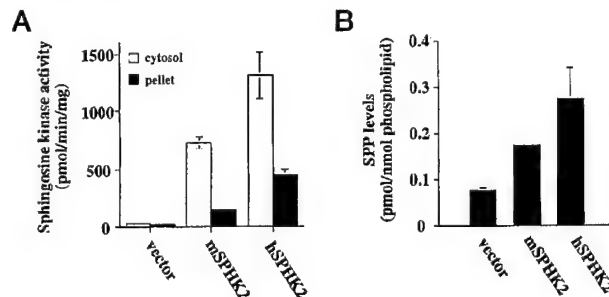 A
Sphingosine kinase activity
(pmol/min/mg)
1500
1000
500
0
cytosol
pellet
vector
mSPHK2
hSPHK2
B
SPP levels
(pmol/nmol phospholipid)
0.4
0.3
0.2
0.1
0
vector
mSPHK2
hSPHK2